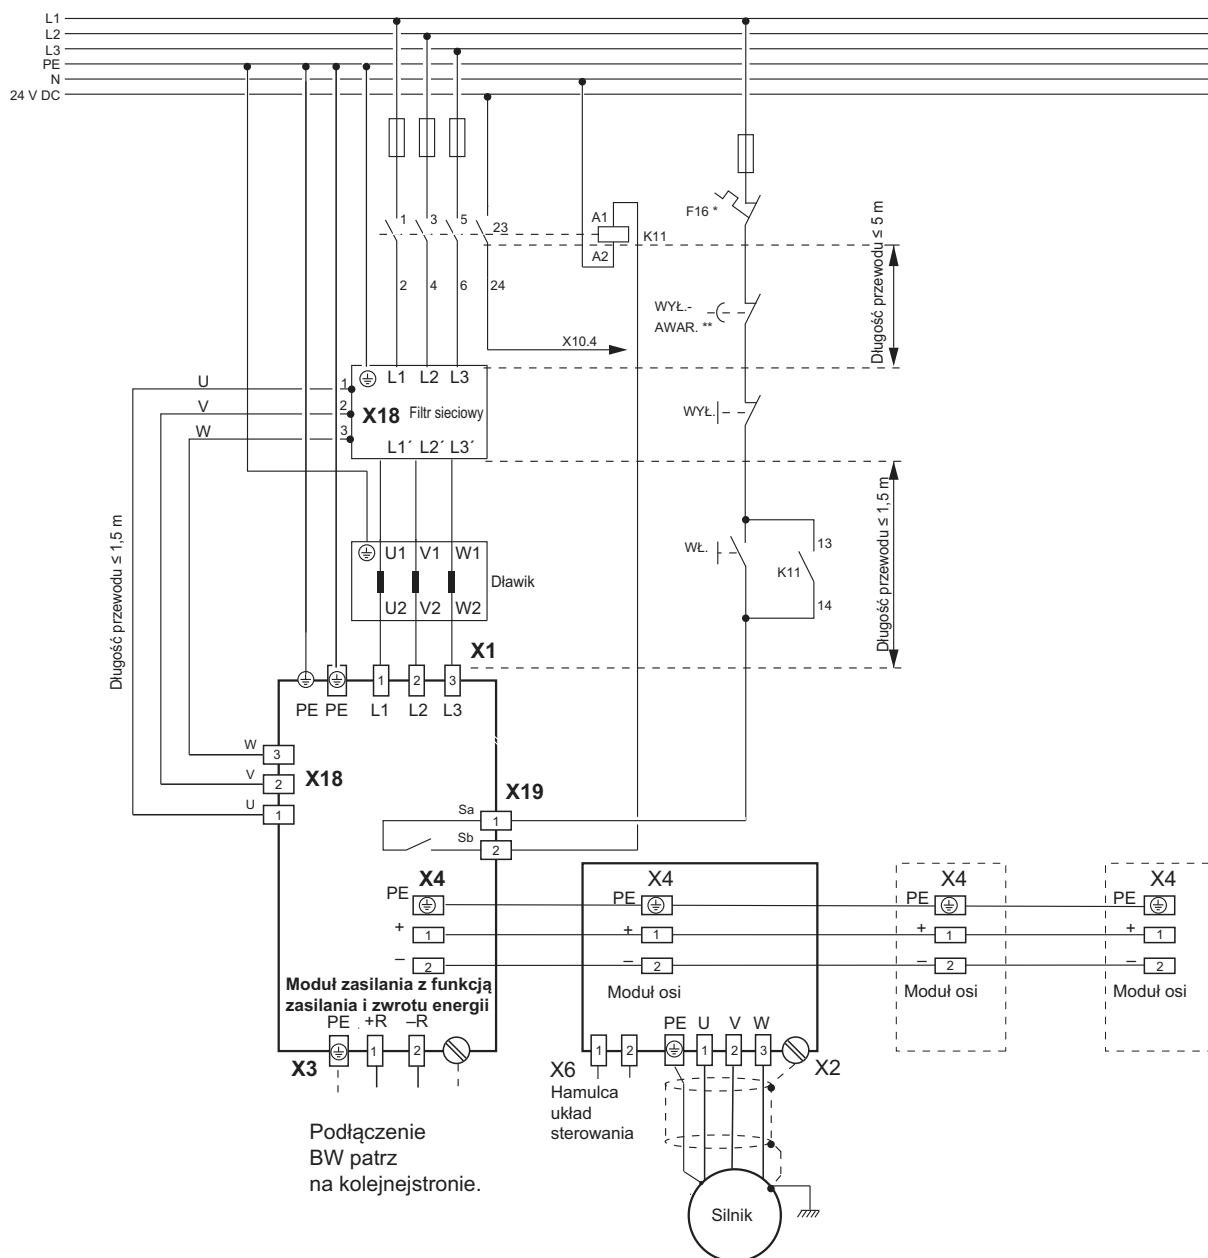 L1
L2
L3
PE
N
24 V DC
1
3
5
23
A1
K11
A2
F16 *
2
4
6
24
WYŁ.-
AWAR. **
X10.4
Długość przewodu ≤ 5 m
U
V
W
1
2
3
L1 L2 L3
X18 Filtr sieciowy
L1´ L2´ L3´
WYŁ.
Długość przewodu ≤ 1,5 m
Długość przewodu ≤ 1,5 m
U1 V1 W1
Dławik
U2 V2 W2
WŁ.
13
K11
14
X1
1 2 3
PE PE L1 L2 L3
W
3
V
2
U
1
X18
X19
Sa
1
Sb
2
X4
PE
+
1
–
2
X4
PE
+
1
–
2
Moduł osi
X4
PE
+
1
–
2
Moduł osi
X4
PE
+
1
–
2
Moduł osi
Moduł zasilania z funkcją
zasilania i zwrotu energii
PE +R –R
1 2
X3
PE U V W
1 2
1 2 3
X6
X2
Hamulca
układ
sterowania
Podłączenie
BW patrz
na kolejnejstronie.
Silnik